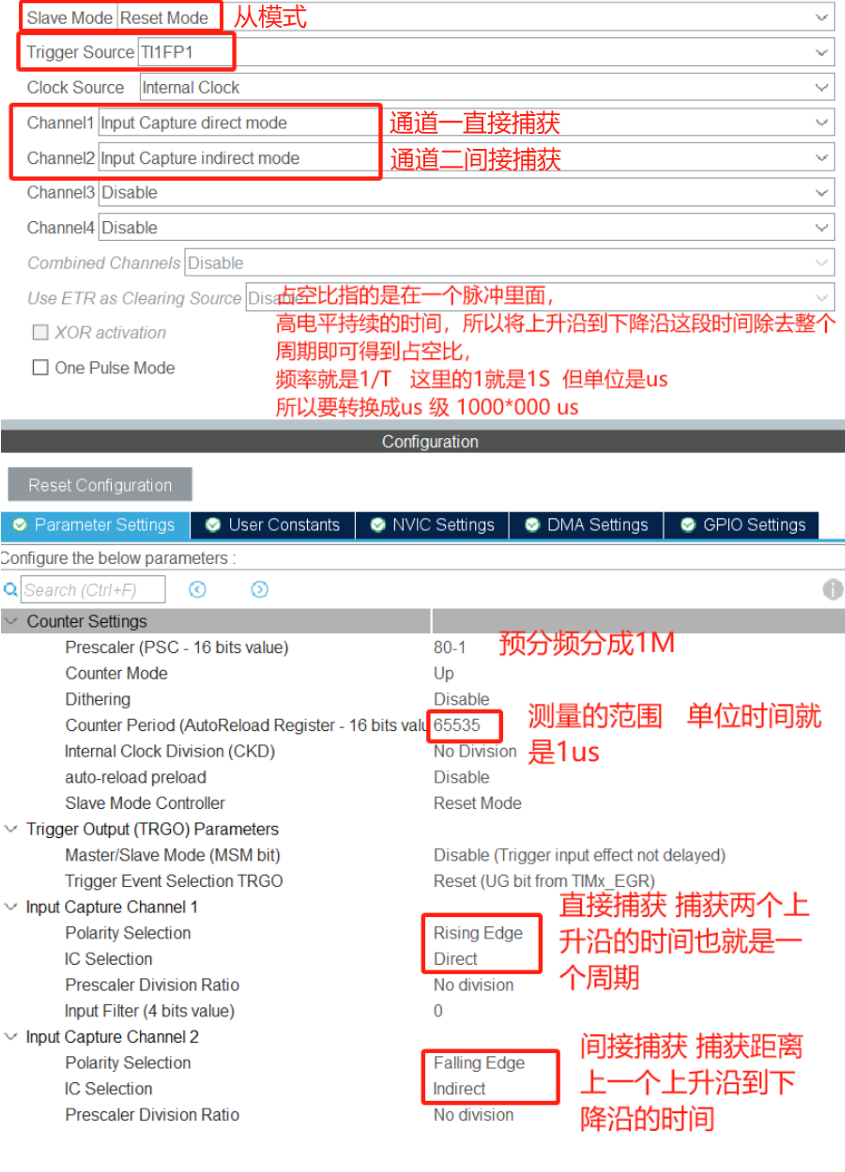 Slave Mode Reset Mode 从模式
Trigger Source TI1FP1
Clock Source Internal Clock
Channel1 Input Capture direct mode 通道一直接捕获
Channel2 Input Capture indirect mode 通道二间接捕获
Channel3 Disable
Channel4 Disable
Combined Channels Disable
Use ETR as Clearing Source Disable
占空比指的是在一个脉冲里面，
XOR activation
高电平持续的时间，所以将上升沿到下降沿这段时间除去整个
周期即可得到占空比，
One Pulse Mode
频率就是1/T 这里的1就是1S 但单位是us
所以要转换成us 级 1000*000 us
Configuration
Reset Configuration
Parameter Settings User Constants NVIC Settings DMA Settings GPIO Settings
Configure the below parameters :
Search (Ctrl+F)
Counter Settings
Prescaler (PSC - 16 bits value) 80-1 预分频分成1M
Counter Mode Up
Dithering Disable
Counter Period (AutoReload Register - 16 bits valu 65535 测量的范围 单位时间就
Internal Clock Division (CKD) No Division 是1us
auto-reload preload Disable
Slave Mode Controller Reset Mode
Trigger Output (TRGO) Parameters
Master/Slave Mode (MSM bit) Disable (Trigger input effect not delayed)
Trigger Event Selection TRGO Reset (UG bit from TIMx_EGR)
Input Capture Channel 1
直接捕获 捕获两个上
Polarity Selection Rising Edge
升沿的时间也就是一
IC Selection Direct
个周期
Prescaler Division Ratio No division
Input Filter (4 bits value) 0
Input Capture Channel 2
间接捕获 捕获距离
Polarity Selection Falling Edge
上一个上升沿到下
IC Selection Indirect
降沿的时间
Prescaler Division Ratio No division